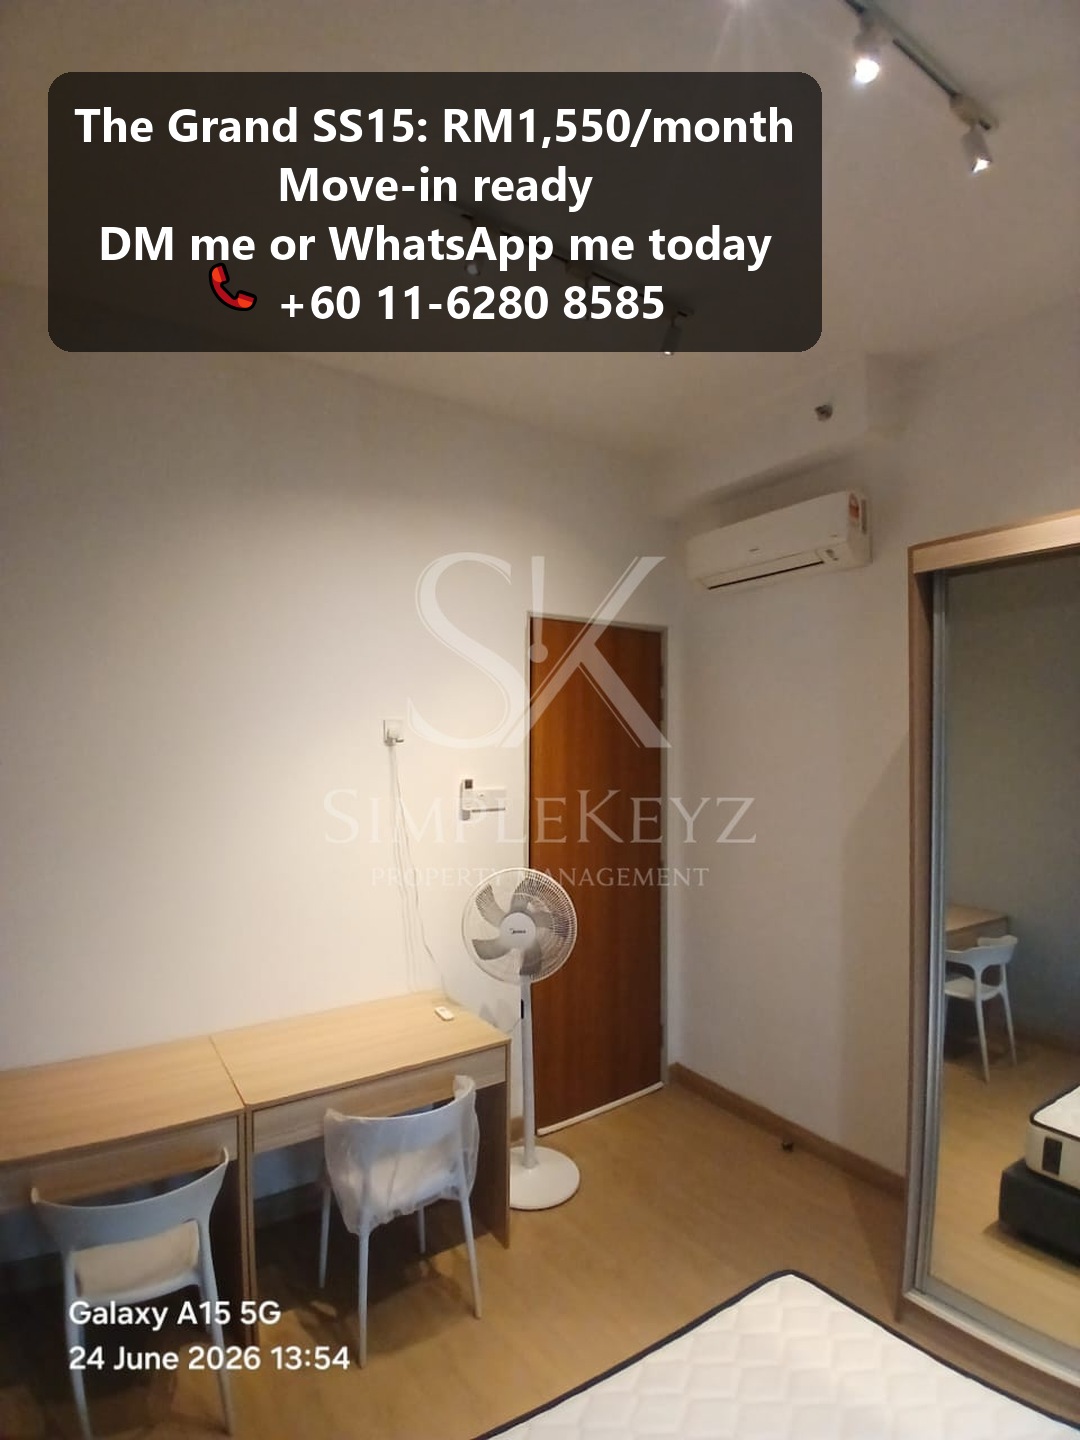 The Grand SS15: RM1,550/month
Move-in ready
DM me or WhatsApp me today
+60 11-6280 8585
S!K
SIMPLEKEYZ
PROPERTY MANAGEMENT
Midea
Galaxy A15 5G
24 June 2026 13:54